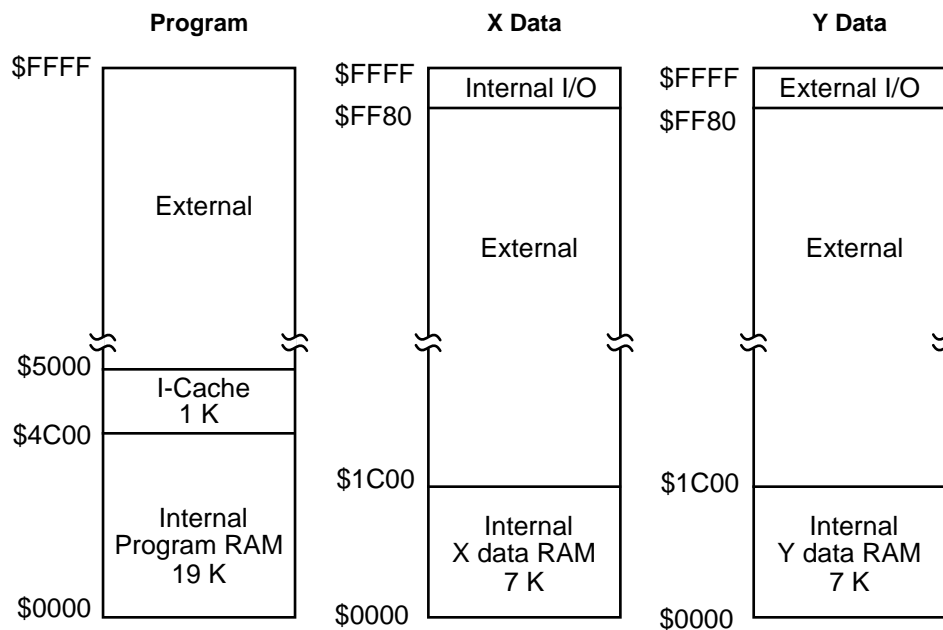 Program
$FFFF
External
$5000
I-Cache
1 K
$4C00
Internal
Program RAM
19 K
$0000
X Data
$FFFF
Internal I/O
$FF80
External
$1C00
Internal
X data RAM
7 K
$0000
Y Data
$FFFF
External I/O
$FF80
External
$1C00
Internal
Y data RAM
7 K
$0000